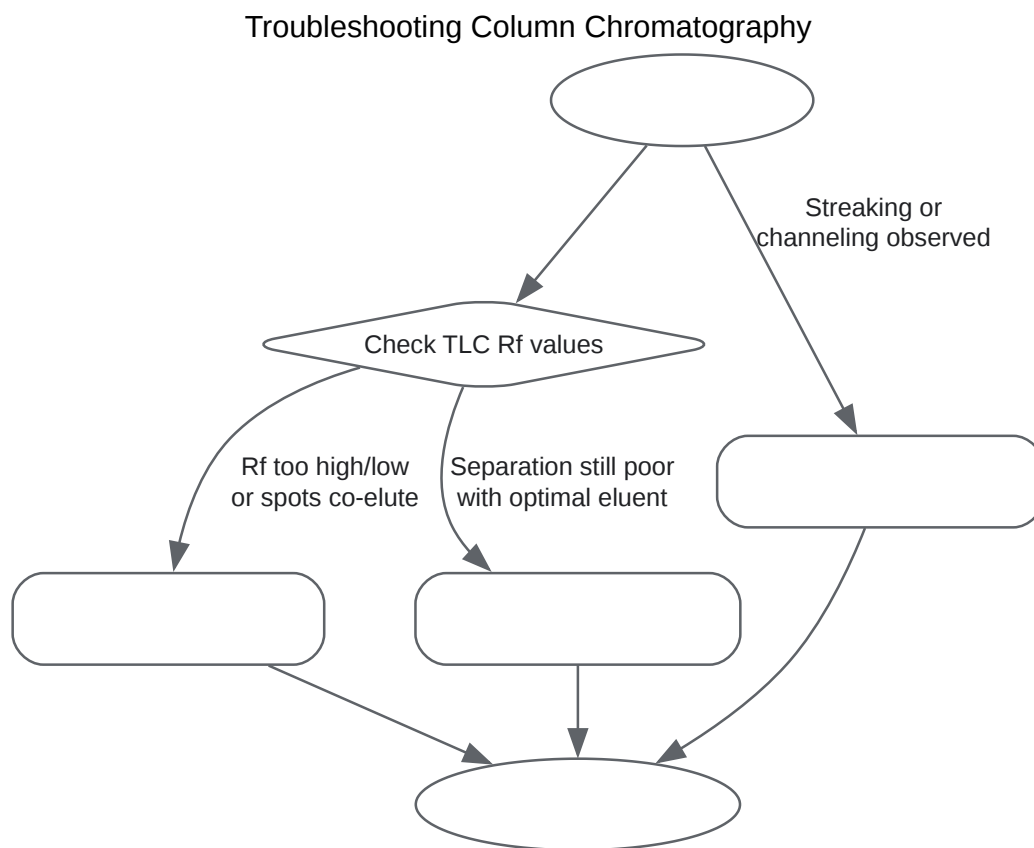 Troubleshooting Column Chromatography
Streaking or
channeling observed
Check TLC Rf values
Rf too high/low
or spots co-elute
Separation still poor
with optimal eluent